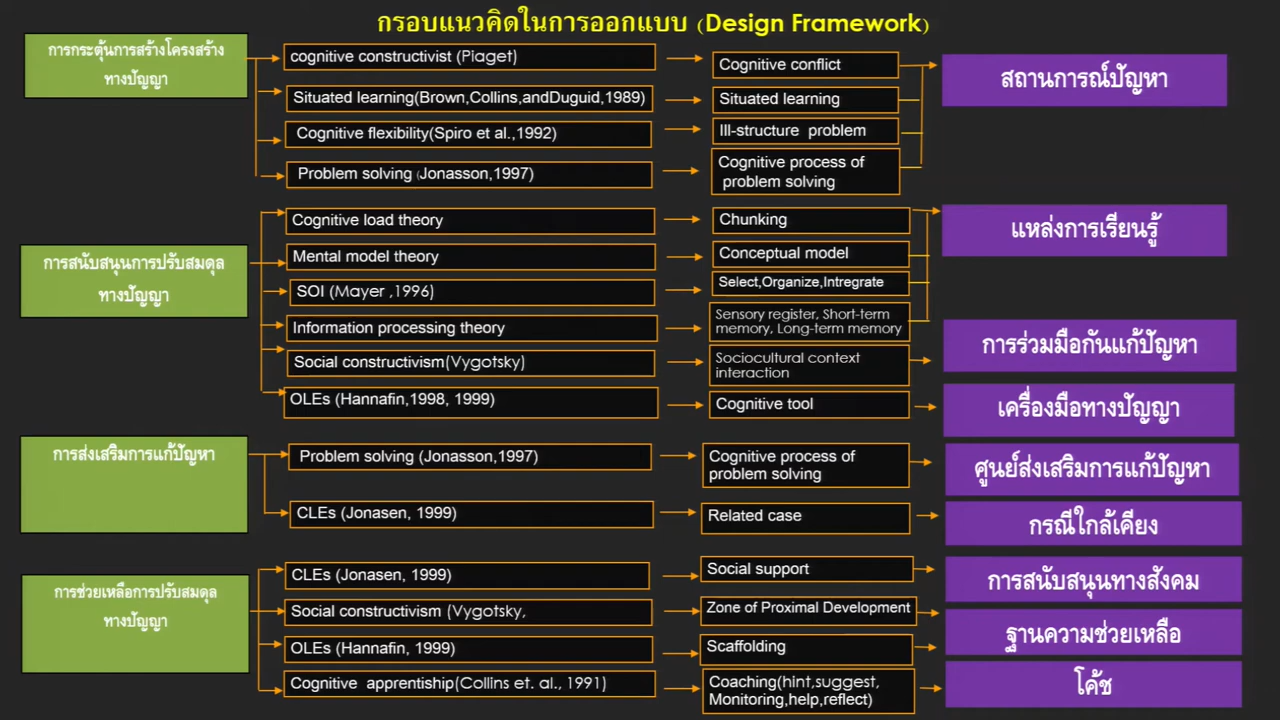 กรอบแนวคิดในการออกแบบ (Design Framework)
การกระตุ้นการสร้างโครงสร้าง
ทางปัญญา
cognitive constructivist (Piaget)
Cognitive conflict
สถานการณ์ปัญหา
Situated learning(Brown,Collins,andDuguid,1989)
Situated learning
Cognitive flexibility(Spiro et al.,1992)
Ill-structure problem
Problem solving (Jonasson,1997)
Cognitive process of
problem solving
การสนับสนุนการปรับสมดุล
ทางปัญญา
Cognitive load theory
Chunking
แหล่งการเรียนรู้
Mental model theory
Conceptual model
SOI (Mayer ,1996)
Select,Organize,Intregrate
Information processing theory
Sensory register, Short-term
memory, Long-term memory
Social constructivism(Vygotsky)
Sociocultural context
interaction
การร่วมมือกันแก้ปัญหา
OLEs (Hannafin,1998, 1999)
Cognitive tool
เครื่องมือทางปัญญา
การส่งเสริมการแก้ปัญหา
Problem solving (Jonasson,1997)
Cognitive process of
problem solving
ศูนย์ส่งเสริมการแก้ปัญหา
CLEs (Jonasen, 1999)
Related case
กรณีใกล้เคียง
การช่วยเหลือการปรับสมดุล
ทางปัญญา
CLEs (Jonasen, 1999)
Social support
การสนับสนุนทางสังคม
Social constructivism (Vygotsky,
Zone of Proximal Development
ฐานความช่วยเหลือ
OLEs (Hannafin, 1999)
Scaffolding
Cognitive apprentiship(Collins et. al., 1991)
Coaching(hint,suggest,
Monitoring,help,reflect)
โค้ช